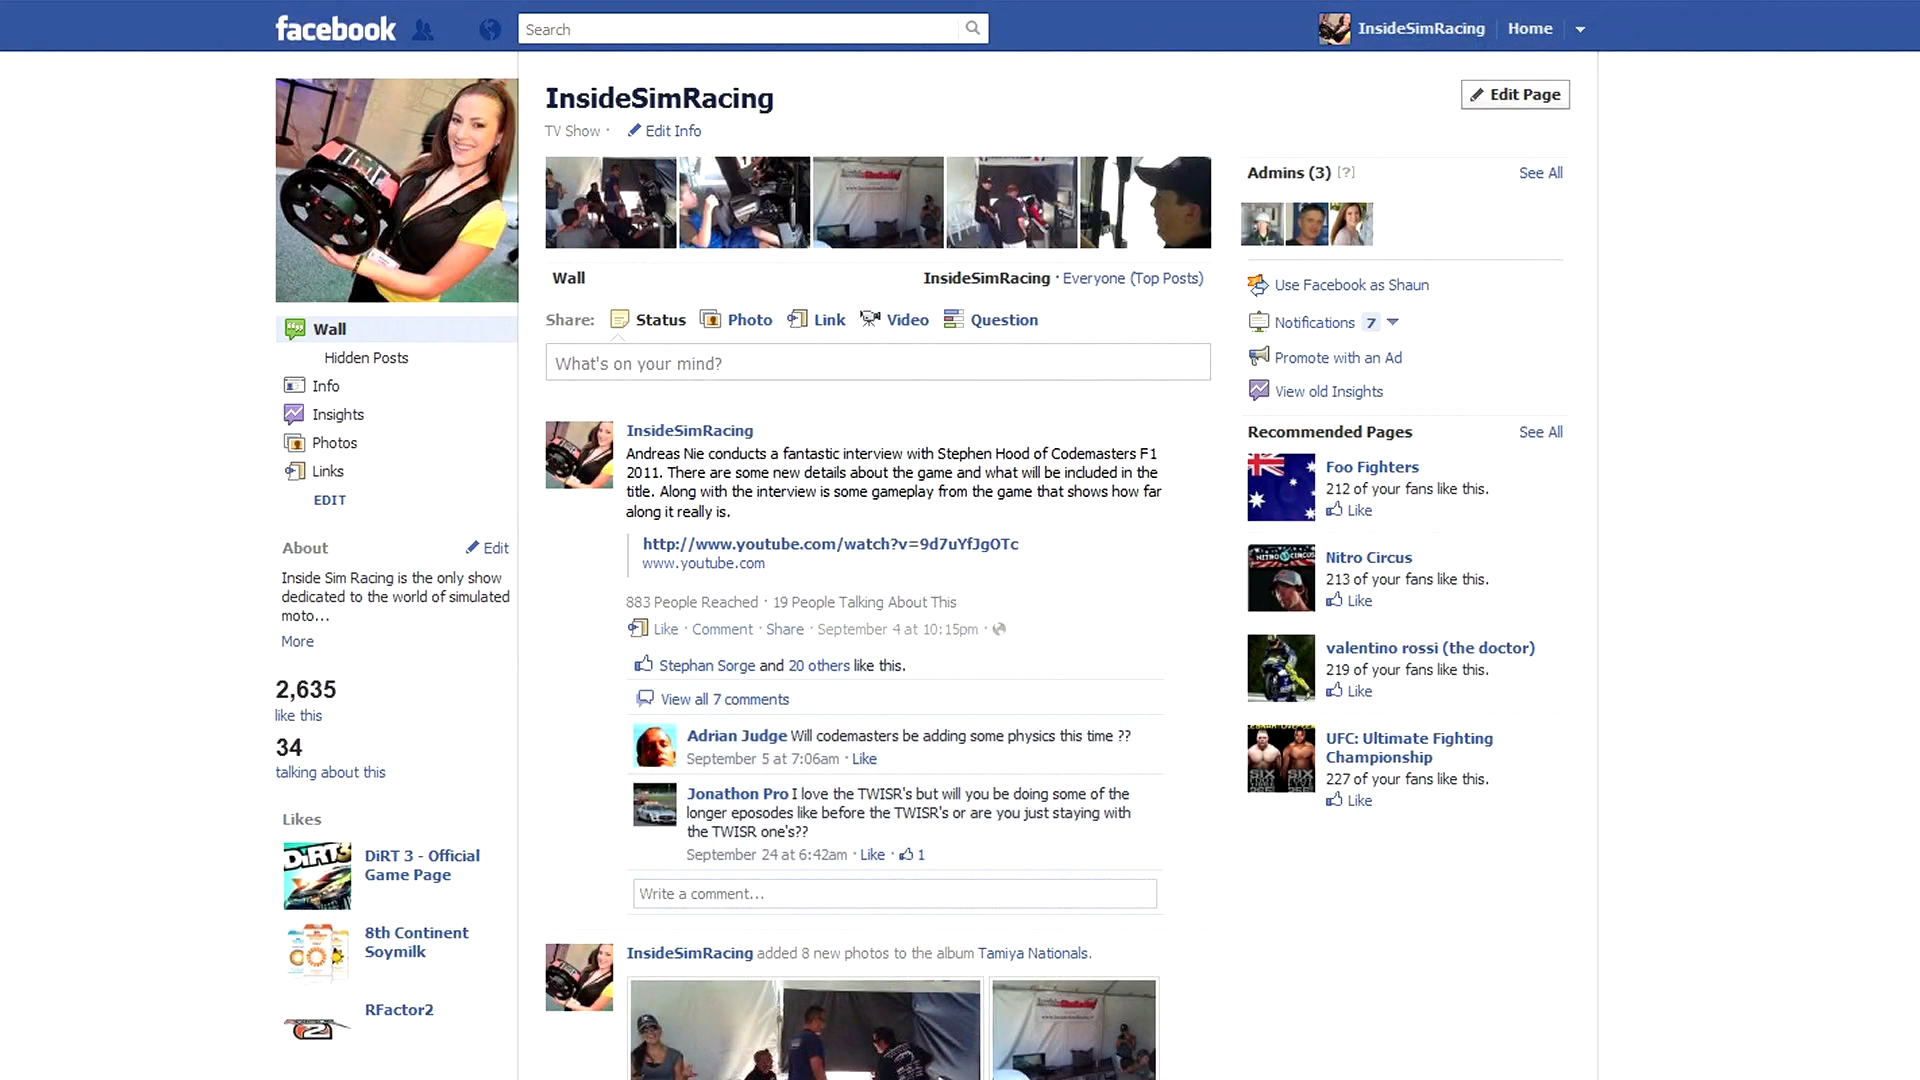 facebook
Search
InsideSimRacing
Home
InsideSimRacing
Edit Page
TV Show · Edit Info
Admins (3) [?]
See All
Wall
InsideSimRacing · Everyone (Top Posts)
Share: Status Photo Link Video Question
What's on your mind?
Use Facebook as Shaun
Notifications 7
Promote with an Ad
View old Insights
Wall
Hidden Posts
Info
Insights
Photos
Links
EDIT
About
Edit
Inside Sim Racing is the only show
dedicated to the world of simulated
moto...
More
2,635
like this
34
talking about this
Likes
DiRT 3
DiRT 3 - Official
Game Page
8th Continent
Soymilk
2
RFactor2
InsideSimRacing
Andreas Nie conducts a fantastic interview with Stephen Hood of Codemasters F1
2011. There are some new details about the game and what will be included in the
title. Along with the interview is some gameplay from the game that shows how far
along it really is.
http://www.youtube.com/watch?v=9d7uYfJgOTc
www.youtube.com
883 People Reached · 19 People Talking About This
Like · Comment · Share · September 4 at 10:15pm ·
Stephan Sorge and 20 others like this.
View all 7 comments
Adrian Judge Will codemasters be adding some physics this time ??
September 5 at 7:06am · Like
Jonathon Pro I love the TWISR's but will you be doing some of the
longer eposodes like before the TWISR's or are you just staying with
the TWISR one's??
September 24 at 6:42am · Like · 1
Write a comment...
InsideSimRacing added 8 new photos to the album Tamiya Nationals.
InsideSimRacing
Recommended Pages
See All
Foo Fighters
212 of your fans like this.
Like
NITRO CIRCUS
Nitro Circus
213 of your fans like this.
Like
valentino rossi (the doctor)
219 of your fans like this.
Like
UFC: Ultimate Fighting
Championship
227 of your fans like this.
Like